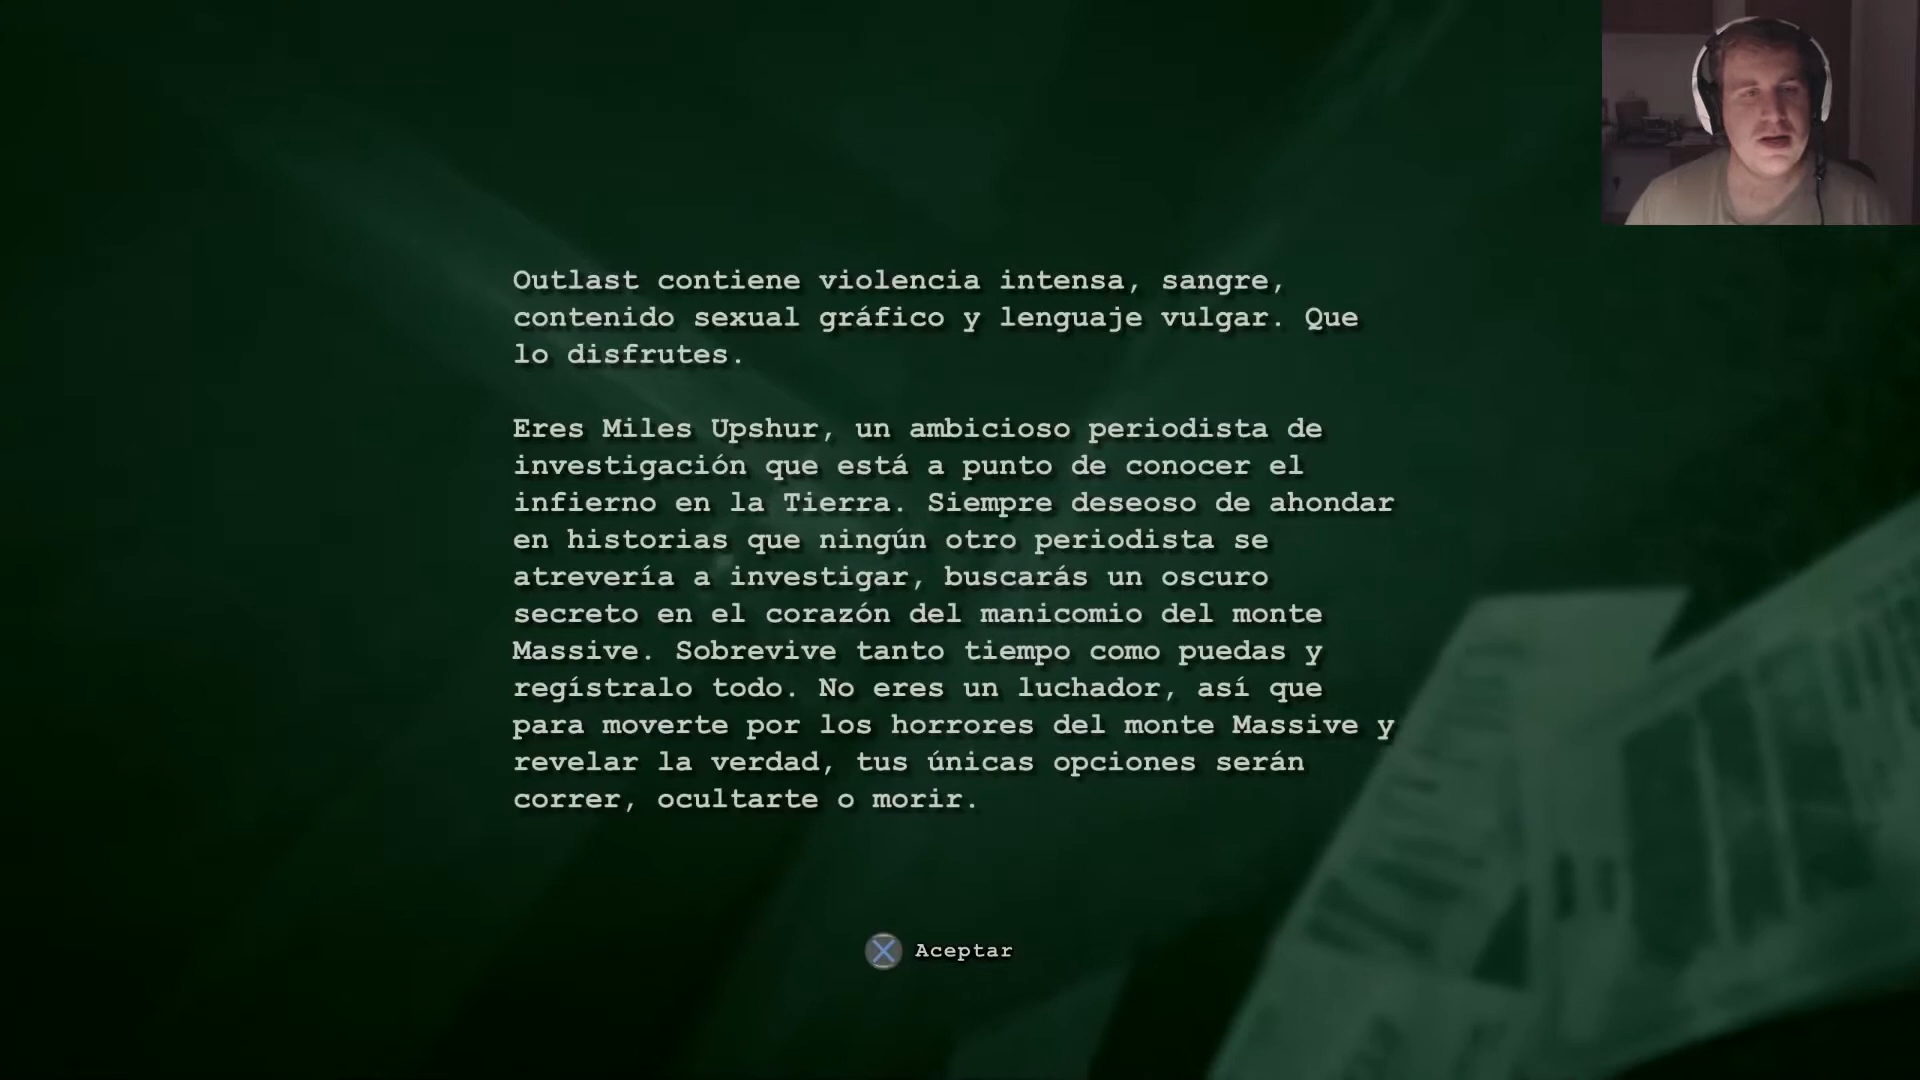 Outlast contiene violencia intensa, sangre,
contenido sexual gráfico y lenguaje vulgar. Que
lo disfrutes.
Eres Miles Upshur, un ambicioso periodista de
investigación que está a punto de conocer el
infierno en la Tierra. Siempre deseoso de ahondar
en historias que ningún otro periodista se
atrevería a investigar, buscarás un oscuro
secreto en el corazón del manicomio del monte
Massive. Sobrevive tanto tiempo como puedas y
regístralo todo. No eres un luchador, así que
para moverte por los horrores del monte Massive y
revelar la verdad, tus únicas opciones serán
correr, ocultarte o morir.
Aceptar